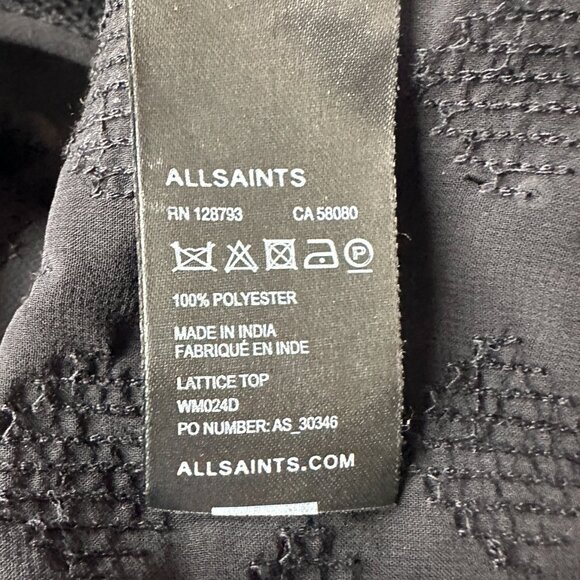 ALLSAINTS
RN 128793 CA 58080
P
100% POLYESTER
MADE IN INDIA
FABRIQUÉ EN INDE
LATTICE TOP
WM024D
PO NUMBER: AS_30346
ALLSAINTS.COM